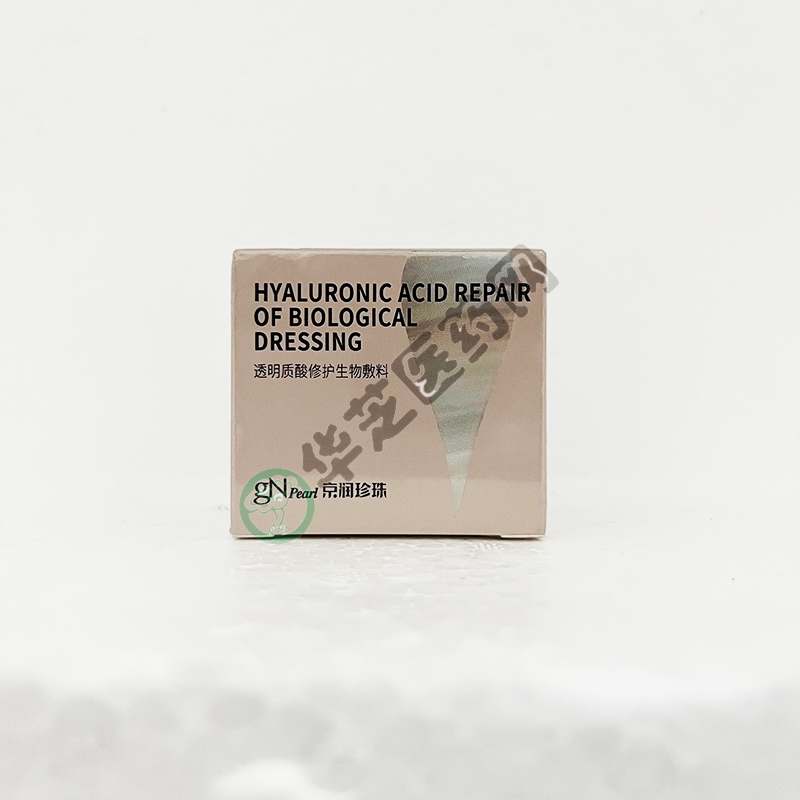 HYALURONIC ACID REPAIR
OF BIOLOGICAL
DRESSING
透明质酸修护生物敷料
华芝医药网
gN Pearl 京润珍珠